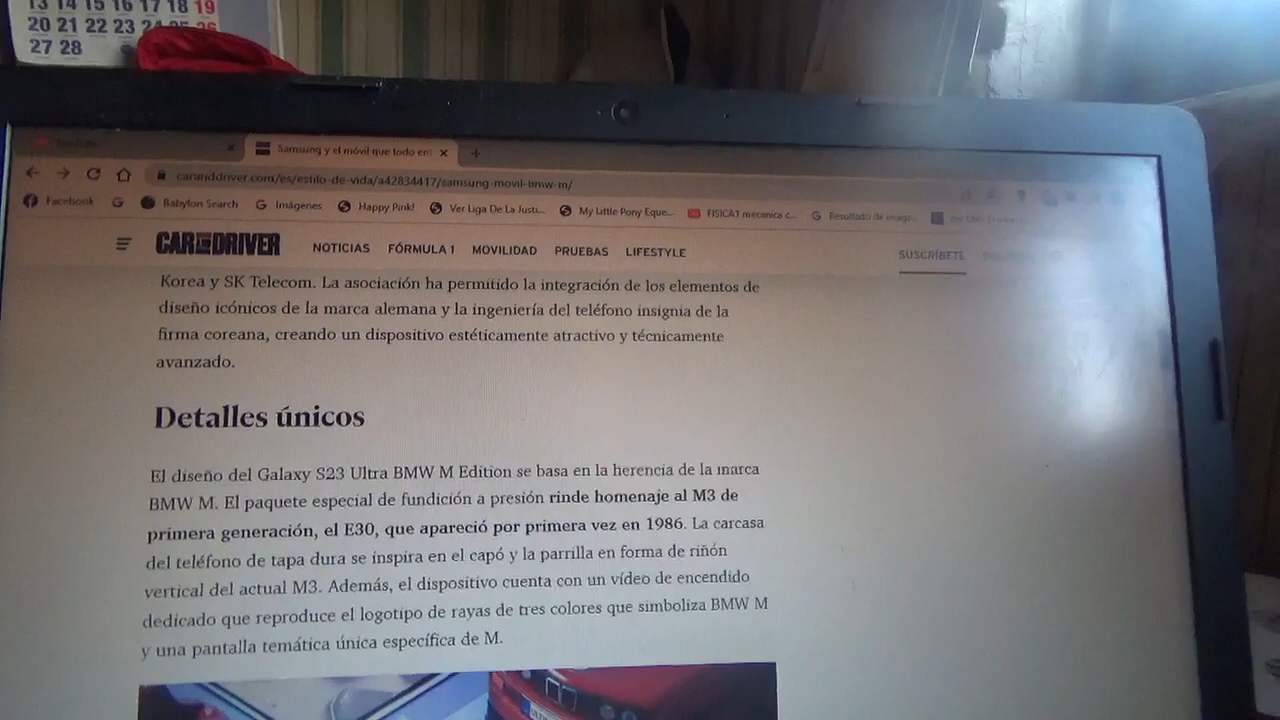 13 14 15 16 17 18 19
20 21 22 23 24 25 26
27 28
Samsung y el móvil que todo en
caranddriver.com/es/estilo-de-vida/a42834417/samsung-movil-bmw-m/
Facebook Babylon Search Imágenes Happy Pink! Ver Liga De La Justi... My Little Pony Eque... FISICA1 mecanica c... Resultado de image...
CAR AND DRIVER NOTICIAS FÓRMULA 1 MOVILIDAD PRUEBAS LIFESTYLE SUSCRÍBETE
Korea y SK Telecom. La asociación ha permitido la integración de los elementos de
diseño icónicos de la marca alemana y la ingeniería del teléfono insignia de la
firma coreana, creando un dispositivo estéticamente atractivo y técnicamente
avanzado.
Detalles únicos
El diseño del Galaxy S23 Ultra BMW M Edition se basa en la herencia de la marca
BMW M. El paquete especial de fundición a presión rinde homenaje al M3 de
primera generación, el E30, que apareció por primera vez en 1986. La carcasa
del teléfono de tapa dura se inspira en el capó y la parrilla en forma de riñón
vertical del actual M3. Además, el dispositivo cuenta con un vídeo de encendido
dedicado que reproduce el logotipo de rayas de tres colores que simboliza BMW M
y una pantalla temática única específica de M.